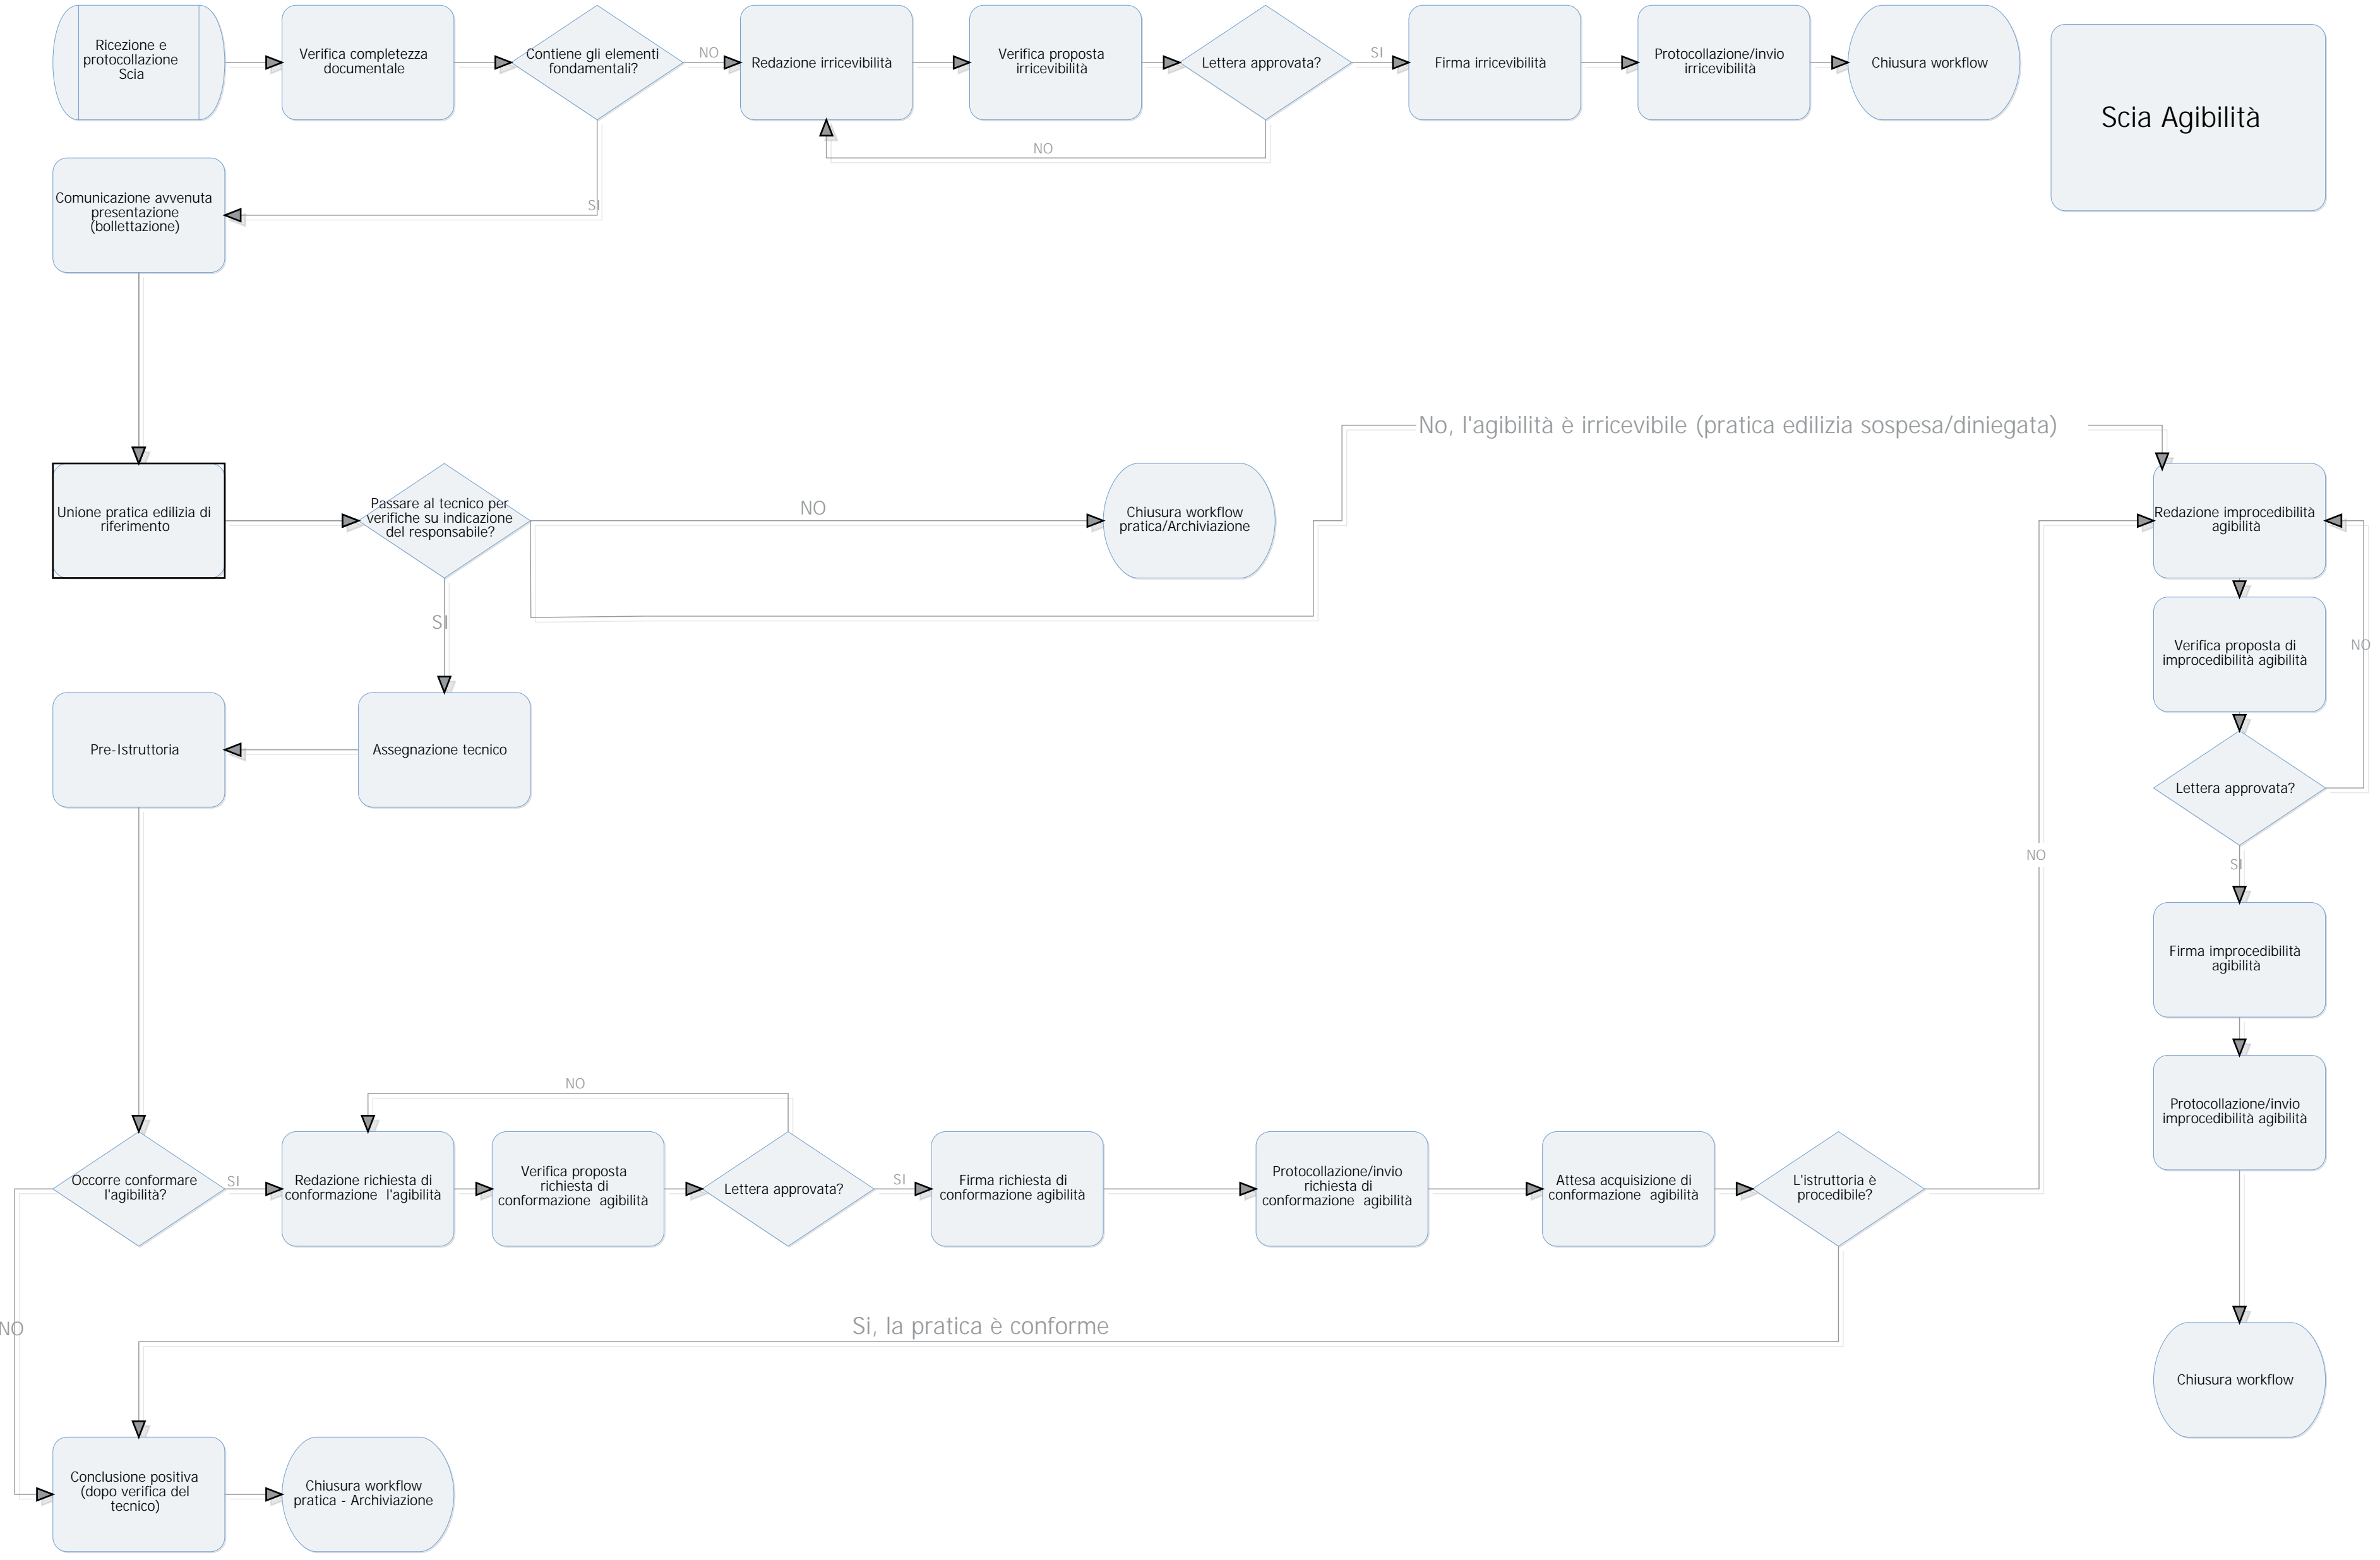 Ricezione e
protocollazione
Scia
Verifica completezza
documentale
Contiene gli elementi
fondamentali?
NO
Redazione irricevibilità
Verifica proposta
irricevibilità
Lettera approvata?
SI
Firma irricevibilità
Protocollazione/invio
irricevibilità
Chiusura workflow
Scia Agibilità
NO
SI
Comunicazione avvenuta
presentazione
(bollettazione)
No, l'agibilità è irricevibile (pratica edilizia sospesa/diniegata)
Unione pratica edilizia di
riferimento
Passare al tecnico per
verifiche su indicazione
del responsabile?
NO
Chiusura workflow
pratica/Archiviazione
Redazione improcedibilità
agibilità
SI
Verifica proposta di
improcedibilità agibilità
NO
Pre-Istruttoria
Assegnazione tecnico
Lettera approvata?
NO
SI
Firma improcedibilità
agibilità
NO
Protocollazione/invio
improcedibilità agibilità
Occorre conformare
l'agibilità?
SI
Redazione richiesta di
conformazione  l'agibilità
Verifica proposta
richiesta di
conformazione  agibilità
Lettera approvata?
SI
Firma richiesta di
conformazione agibilità
Protocollazione/invio
richiesta di
conformazione  agibilità
Attesa acquisizione di
conformazione  agibilità
L'istruttoria è
procedibile?
NO
Si, la pratica è conforme
Chiusura workflow
Conclusione positiva
(dopo verifica del
tecnico)
Chiusura workflow
pratica - Archiviazione